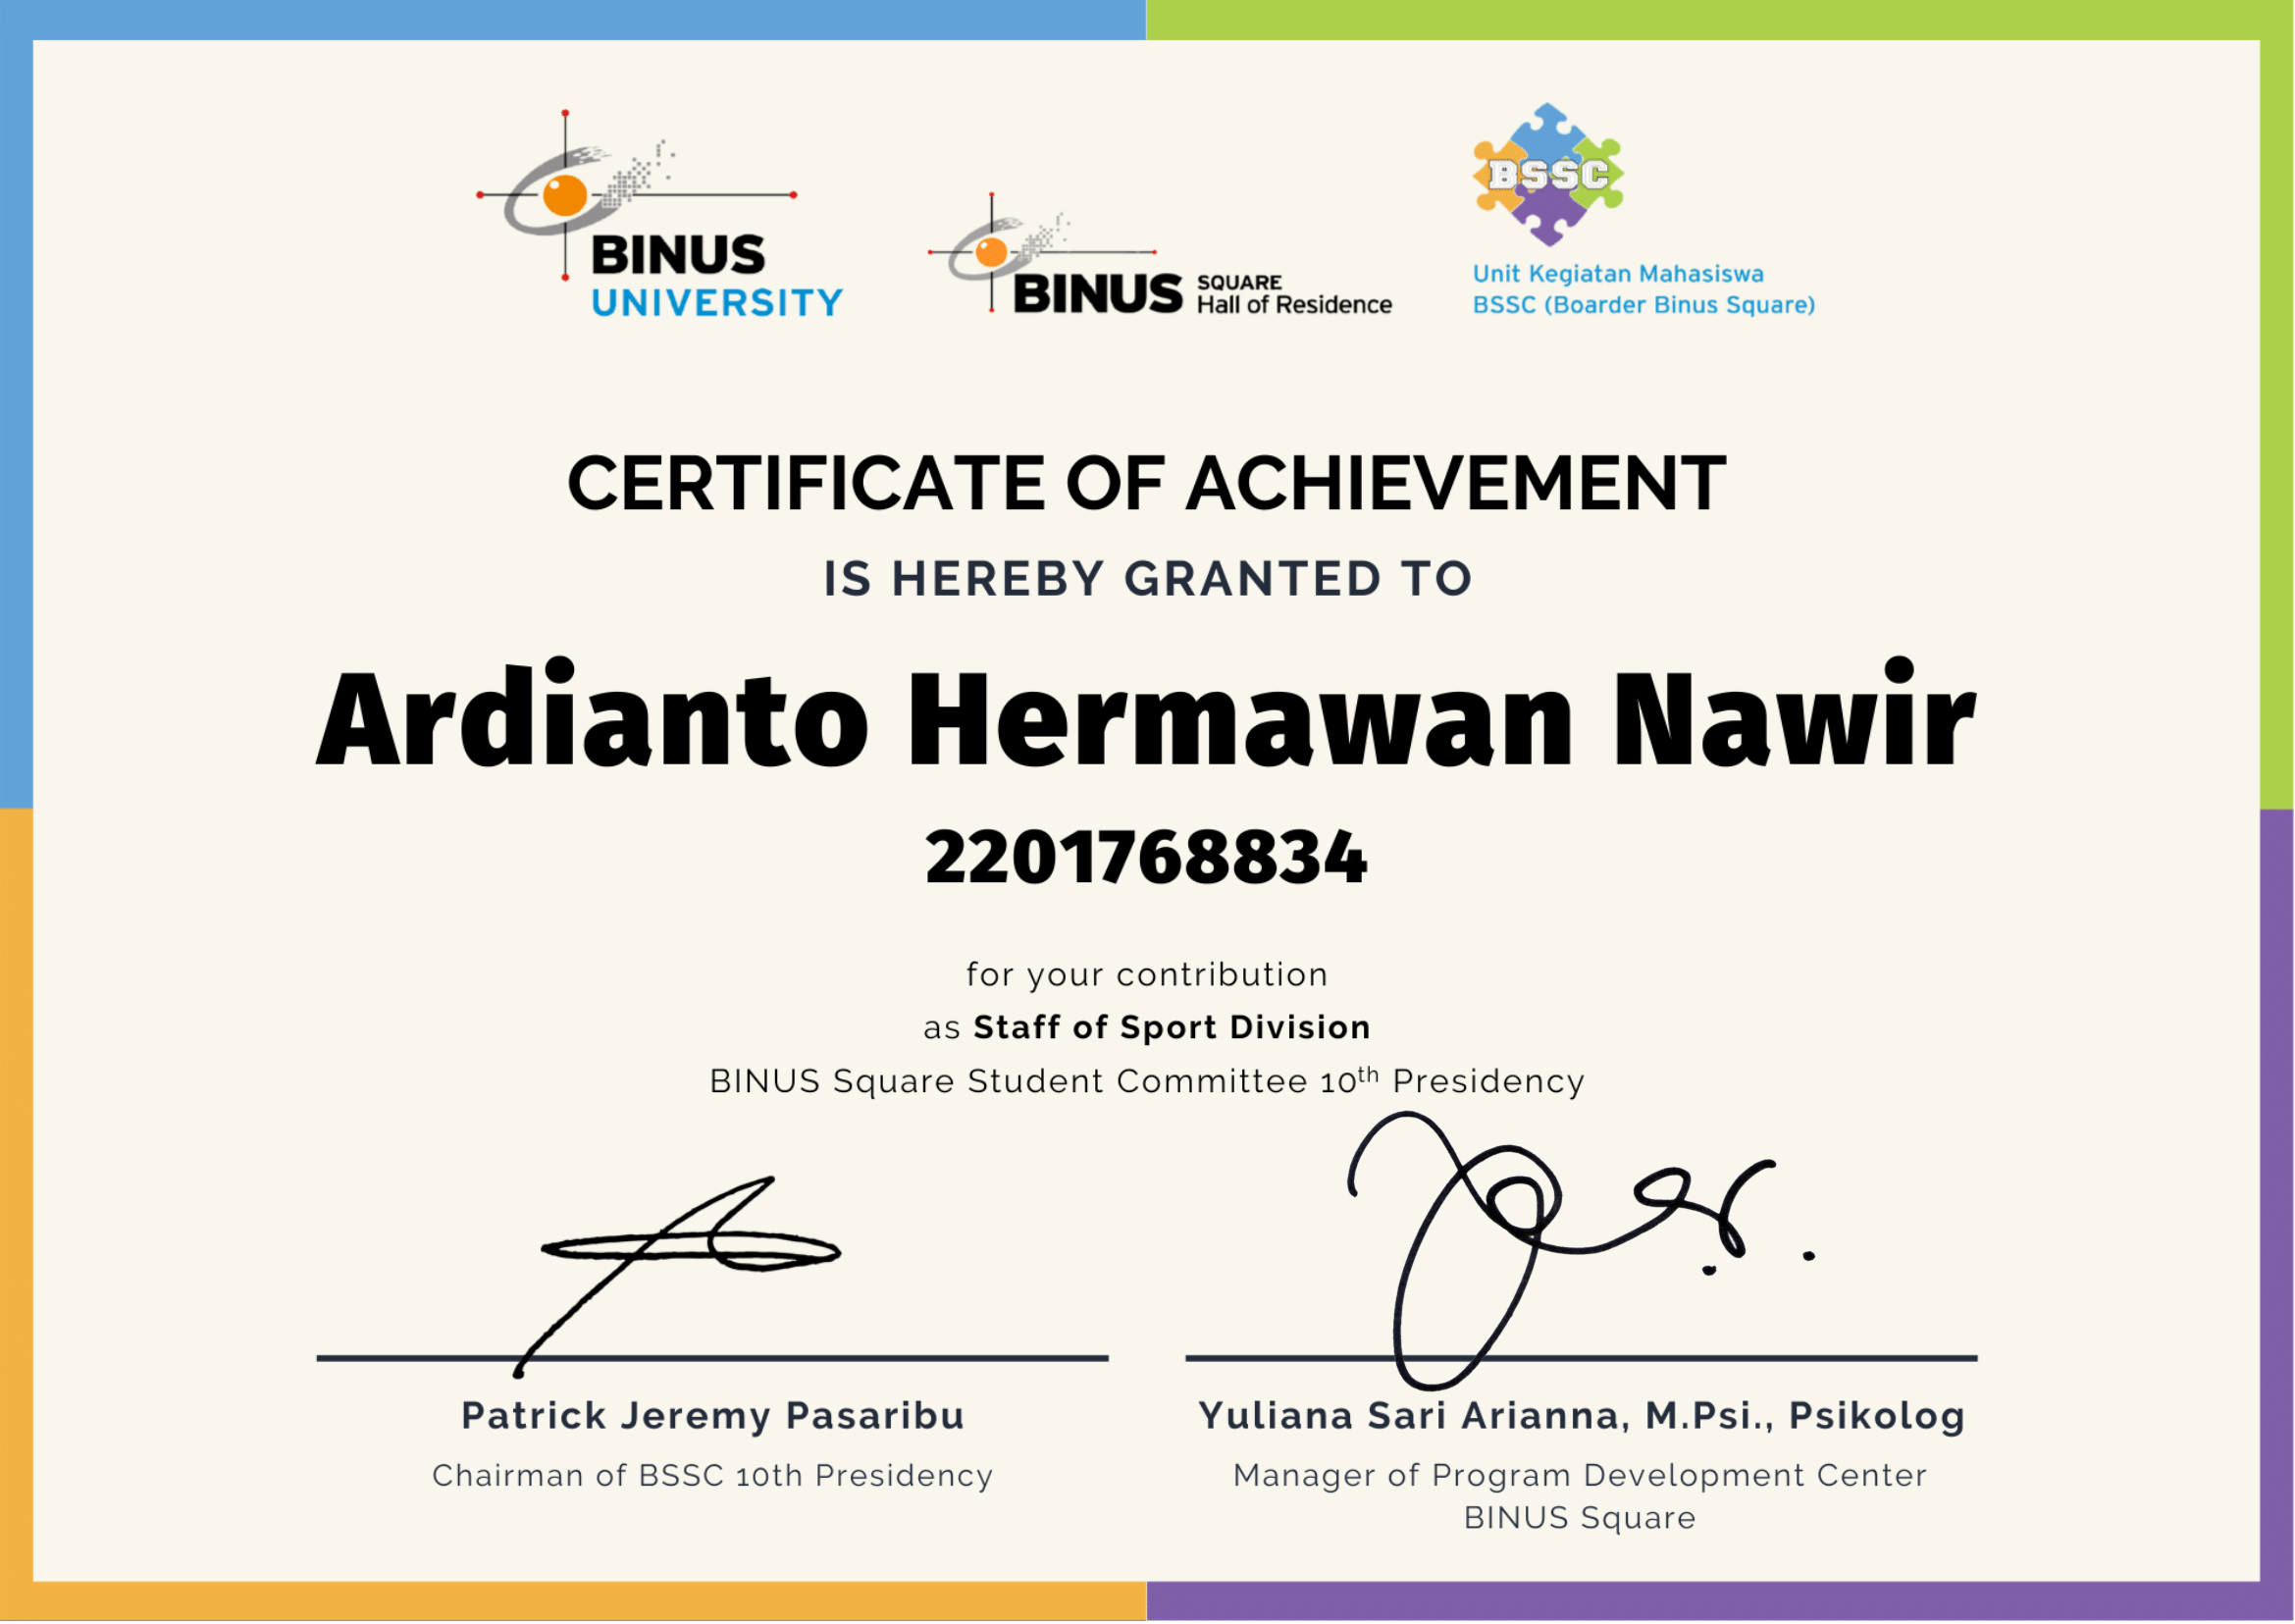 BINUS
UNIVERSITY
BINUS SQUARE
Hall of Residence
BSSC
Unit Kegiatan Mahasiswa
BSSC (Boarder Binus Square)
CERTIFICATE OF ACHIEVEMENT
IS HEREBY GRANTED TO
Ardianto Hermawan Nawir
2201768834
for your contribution
as Staff of Sport Division
BINUS Square Student Committee 10th Presidency
Patrick Jeremy Pasaribu
Chairman of BSSC 10th Presidency
Yuliana Sari Arianna, M.Psi., Psikolog
Manager of Program Development Center
BINUS Square